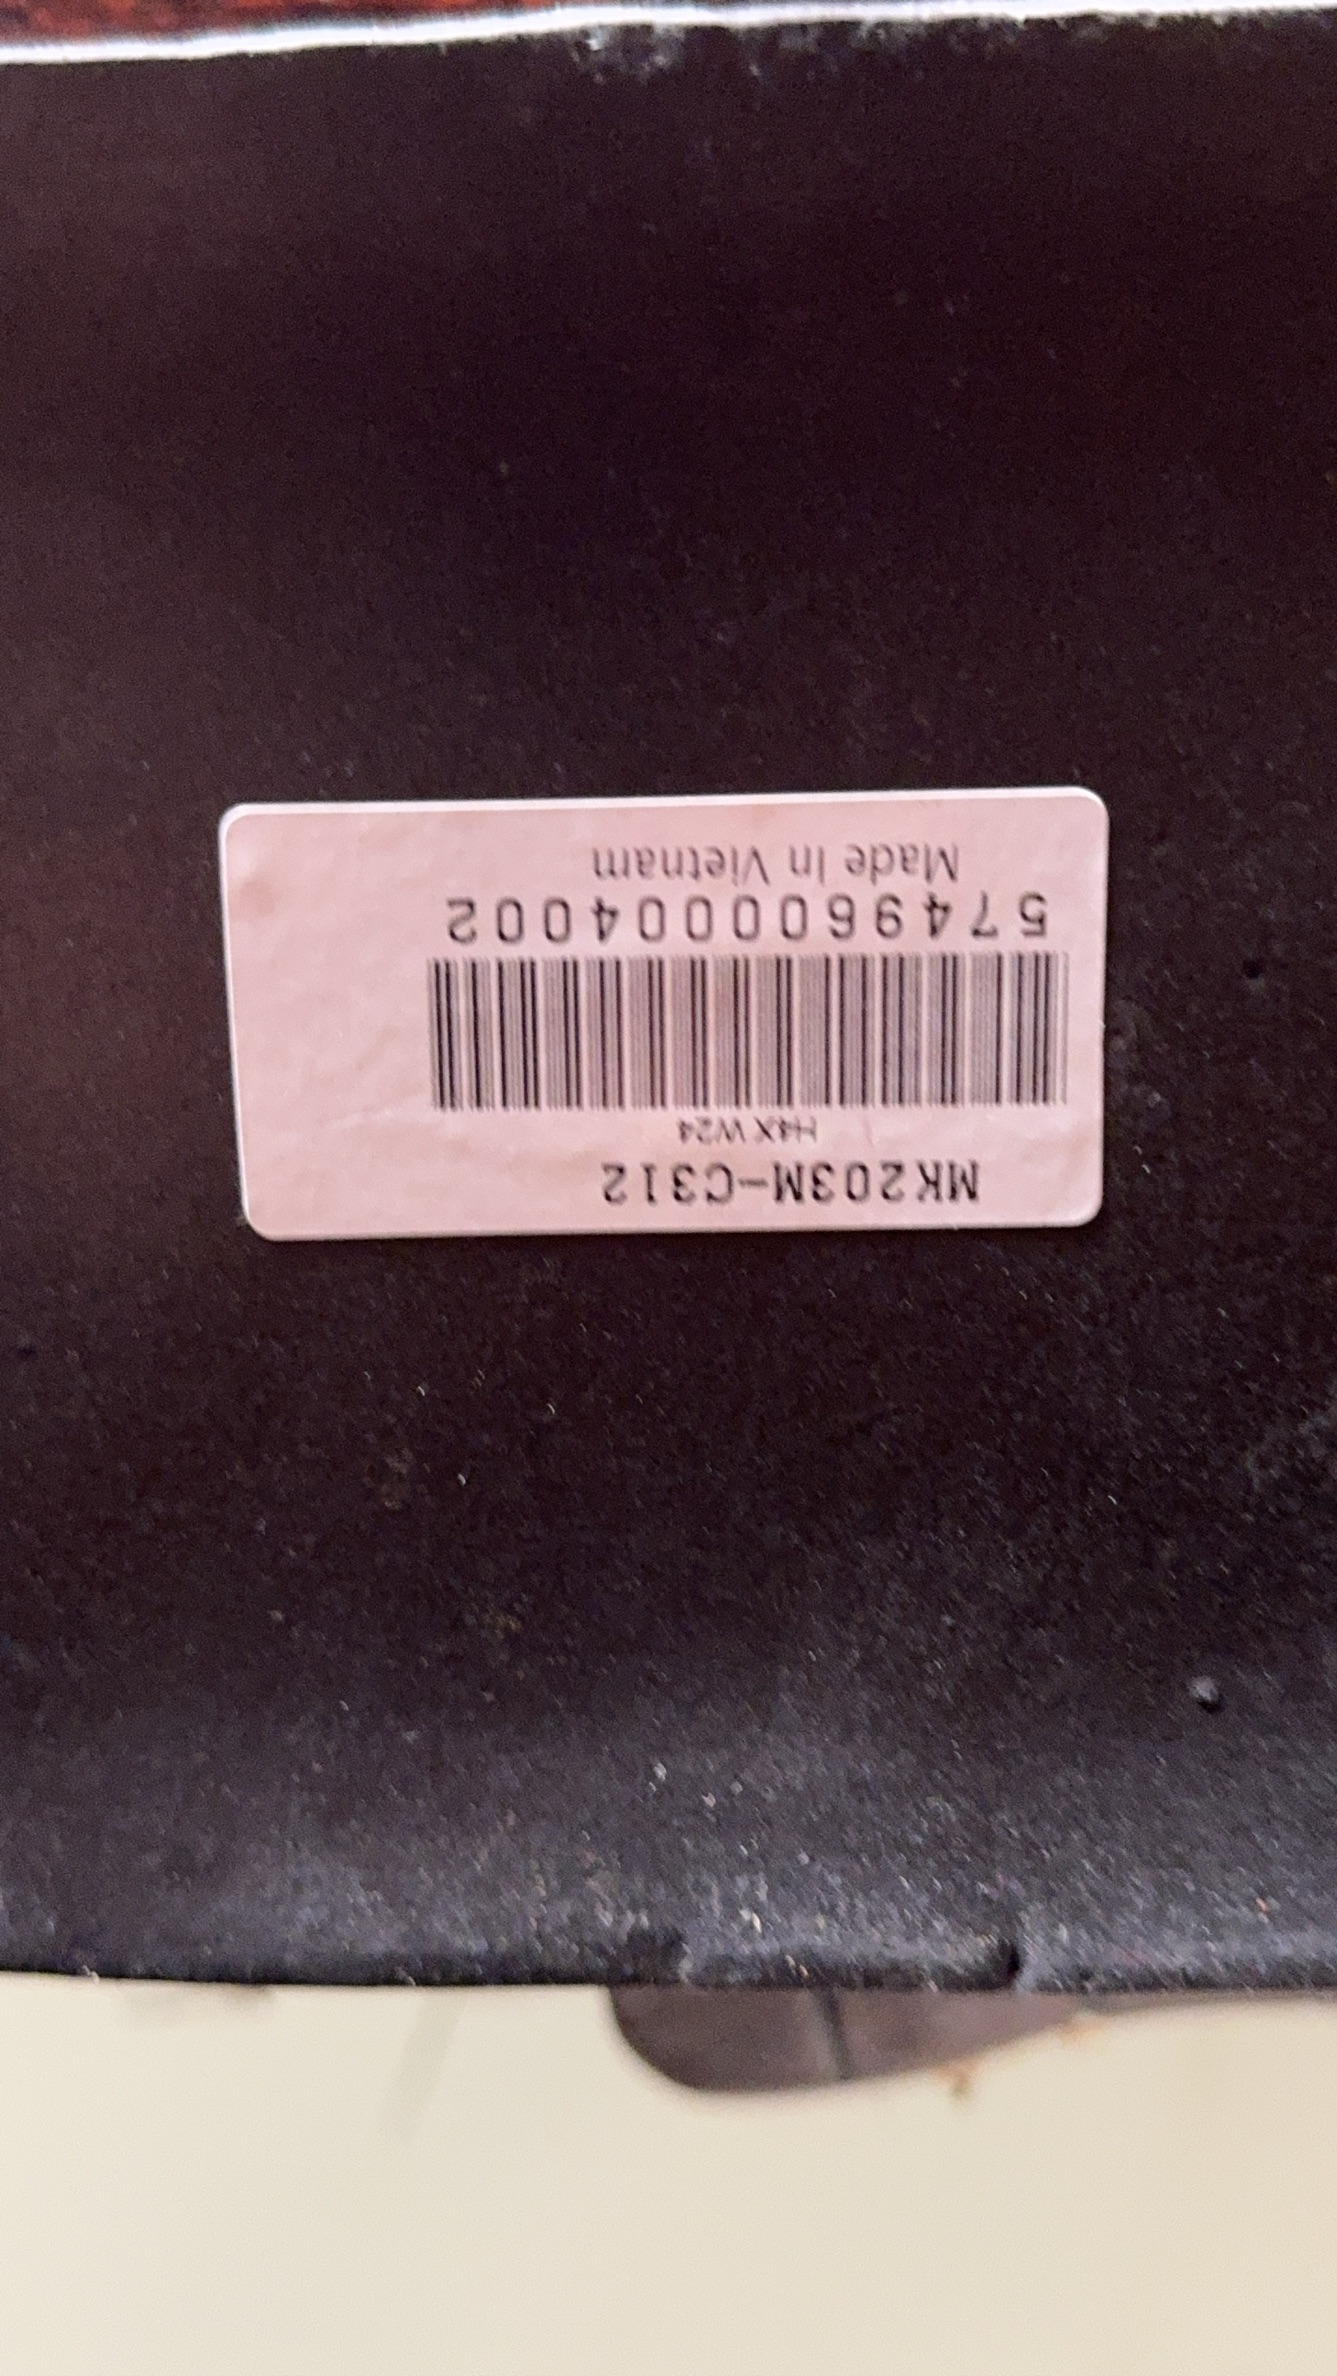 MK203M-C312
H4X W24
5749600004002
Made In Vietnam